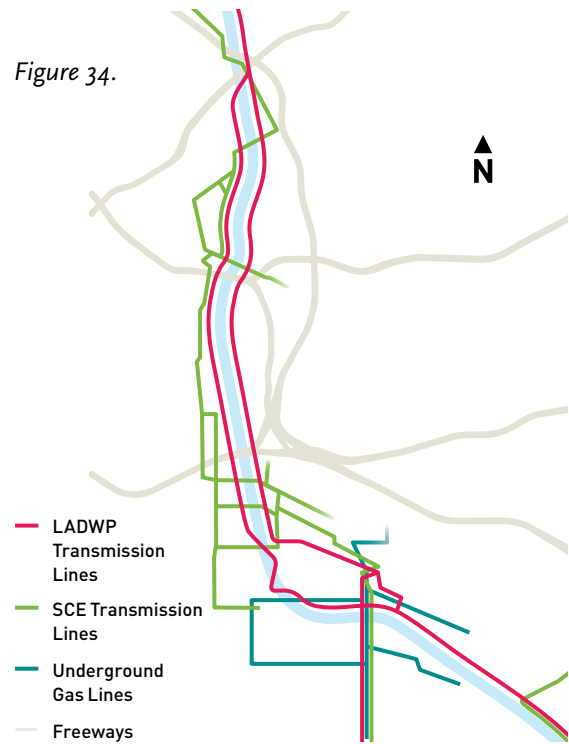 Figure 34.
N
LADWP
Transmission
Lines
SCE Transmission
Lines
Underground
Gas Lines
Freeways